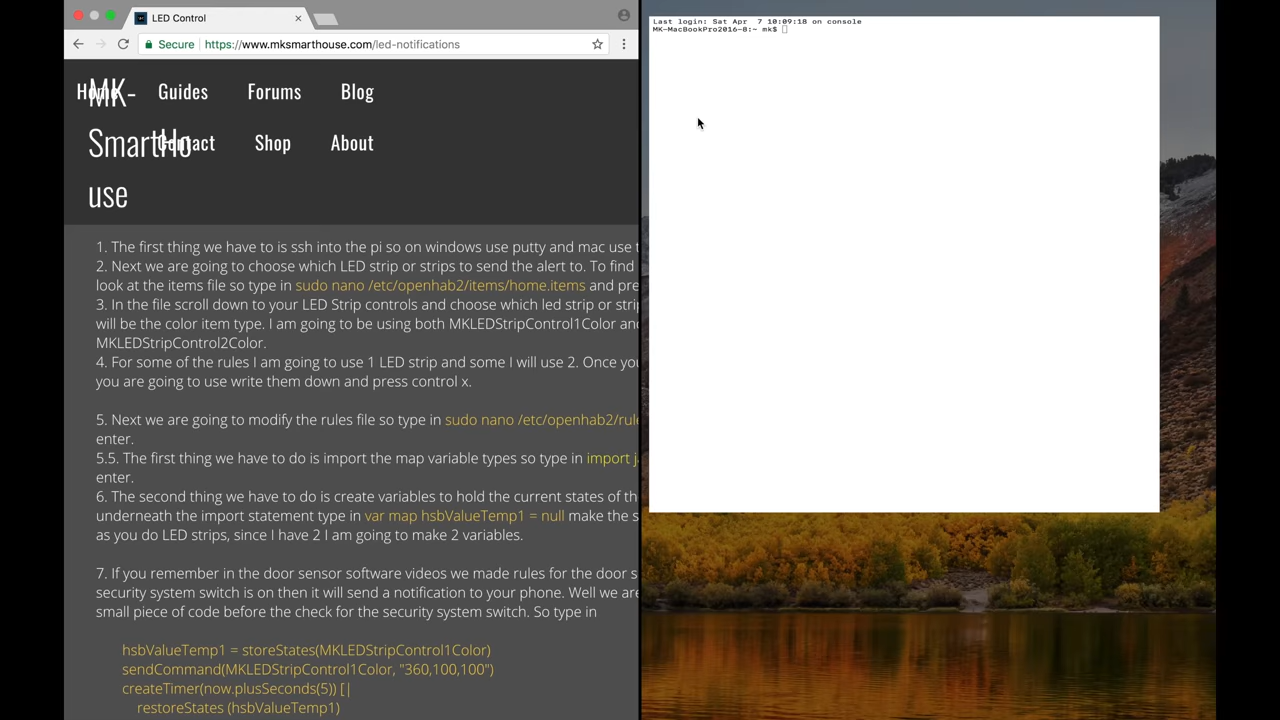 LED Control
Secure
https://www.mksmarthouse.com/led-notifications
Home
Guides
Forums
Blog
MK-
SmartHo
use
Contact
Shop
About
1. The first thing we have to is ssh into the pi so on windows use putty and mac use
2. Next we are going to choose which LED strip or strips to send the alert to. To find
look at the items file so type in sudo nano /etc/openhab2/items/home.items and
3. In the file scroll down to your LED Strip controls and choose which led strip or
will be the color item type. I am going to be using both MKLEDStripControl1Color
MKLEDStripControl2Color.
4. For some of the rules I am going to use 1 LED strip and some I will use 2. Once
you are going to use write them down and press control x.
5. Next we are going to modify the rules file so type in sudo nano
enter.
5.5. The first thing we have to do is import the map variable types so type in import
enter.
6. The second thing we have to do is create variables to hold the current states of
underneath the import statement type in var map hsbValueTemp1 = null make the
as you do LED strips, since I have 2 I am going to make 2 variables.
7. If you remember in the door sensor software videos we made rules for the door
security system switch is on then it will send a notification to your phone. Well we
small piece of code before the check for the security system switch. So type in
hsbValueTemp1 = storeStates(MKLEDStripControl1Color)
sendCommand(MKLEDStripControl1Color, "360,100,100")
createTimer(now.plusSeconds(5)) [|
restoreStates (hsbValueTemp1)
Last login: Sat Apr 7 10:09:18 on console
MK-MacBookPro2016-8:~ mk$